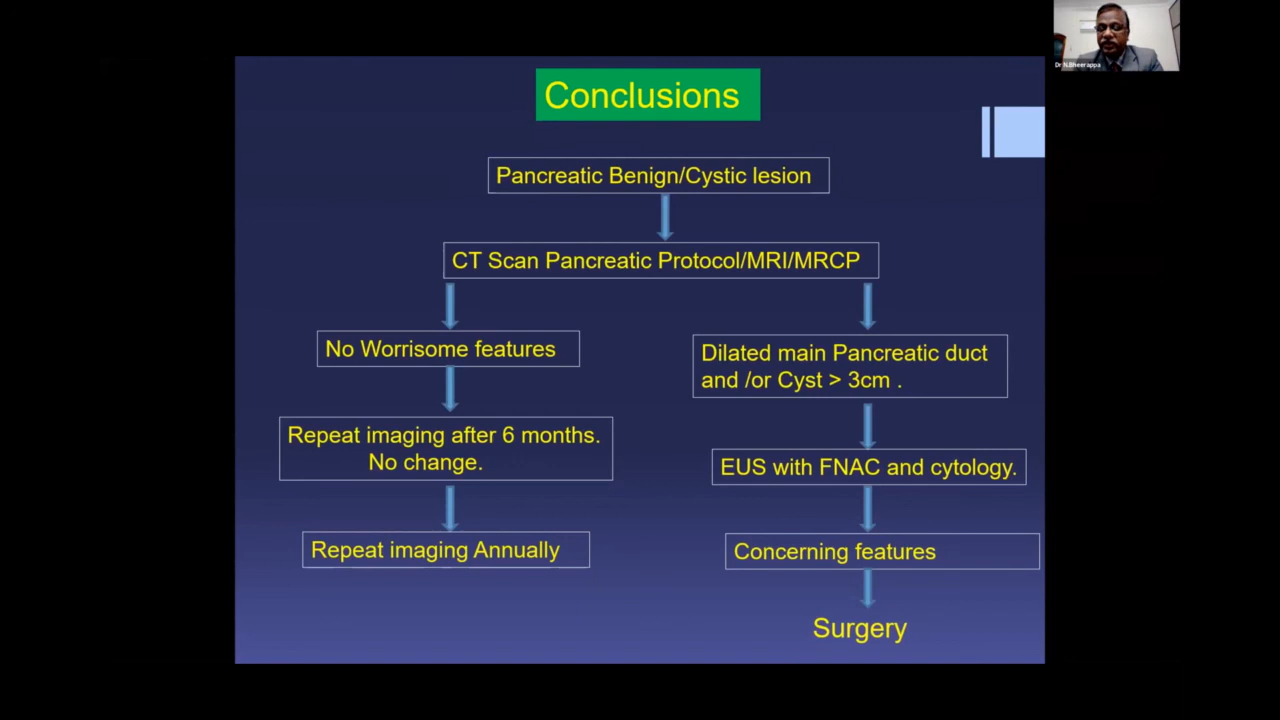 Dr N.Bheerappa
Conclusions
Pancreatic Benign/Cystic lesion
CT Scan Pancreatic Protocol/MRI/MRCP
No Worrisome features
Repeat imaging after 6 months.
No change.
Repeat imaging Annually
Dilated main Pancreatic duct
and /or Cyst > 3cm .
EUS with FNAC and cytology.
Concerning features
Surgery